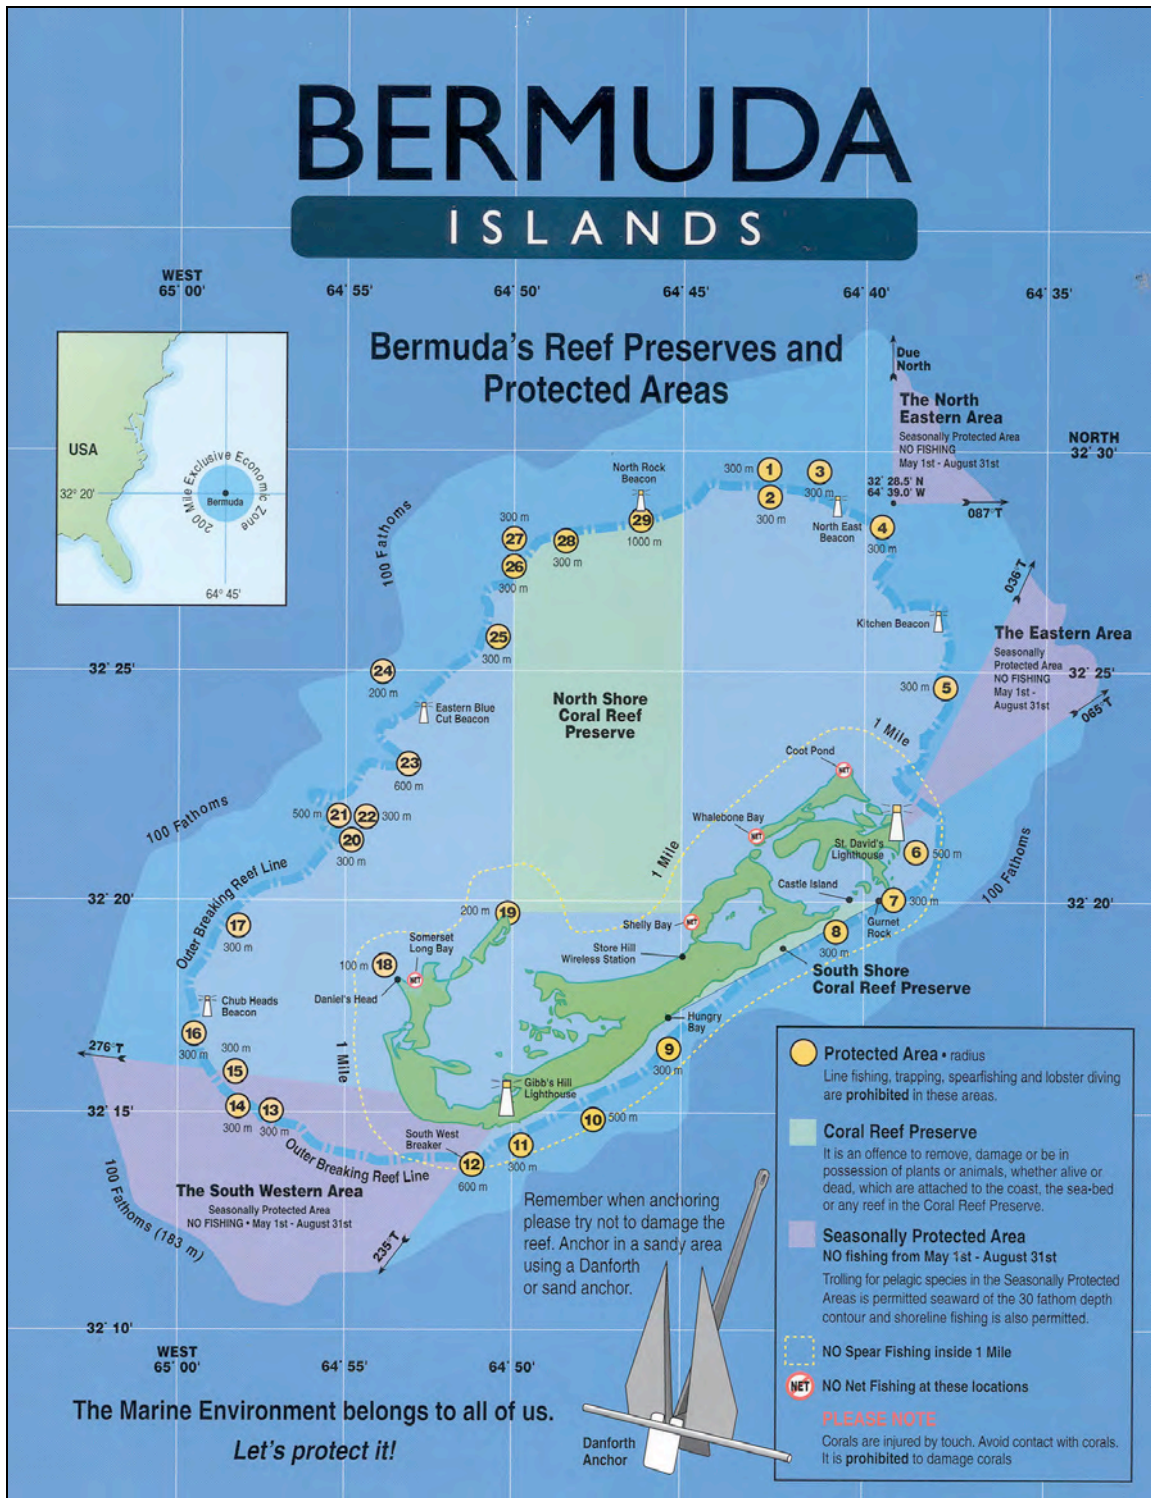 BERMUDA
ISLANDS
WEST
65° 00'
64° 55'
64° 50'
64° 45'
64° 40'
64° 35'
Bermuda's Reef Preserves and
Protected Areas
USA
32° 20'
200 Mile Exclusive Economic Zone
Bermuda
64° 45'
Due
North
The North
Eastern Area
Seasonally Protected Area
NO FISHING
May 1st - August 31st
NORTH
32° 30'
32° 28.5' N
64° 39.0' W
087°T
North Rock
Beacon
300 m
1
2
300 m
3
300 m
North East
Beacon
4
300 m
100 Fathoms
300 m
27
26
300 m
28
300 m
29
1000 m
036°T
Kitchen Beacon
The Eastern Area
Seasonally
Protected Area
NO FISHING
May 1st -
August 31st
32° 25'
065°T
25
300 m
32° 25'
24
200 m
Eastern Blue
Cut Beacon
North Shore
Coral Reef
Preserve
300 m
5
1 Mile
23
600 m
Coot Pond
NET
100 Fathoms
500 m
21
22
300 m
20
300 m
Whalebone Bay
NET
St. David's
Lighthouse
6
500 m
1 Mile
100 Fathoms
Outer Breaking Reef Line
32° 20'
Castle Island
7
300 m
32° 20'
17
300 m
200 m
19
Shelly Bay
NET
8
300 m
Gurnet
Rock
Somerset
Long Bay
100 m
18
NET
Daniel's Head
Store Hill
Wireless Station
South Shore
Coral Reef Preserve
Chub Heads
Beacon
16
300 m
Hungry
Bay
276°T
300 m
15
1 Mile
9
300 m
Gibb's Hill
Lighthouse
32° 15'
14
300 m
13
300 m
10
500 m
South West
Breaker
11
300 m
Outer Breaking Reef Line
12
600 m
100 Fathoms (183 m)
The South Western Area
Seasonally Protected Area
NO FISHING • May 1st - August 31st
235°T
Remember when anchoring
please try not to damage the
reef. Anchor in a sandy area
using a Danforth
or sand anchor.
32° 10'
WEST
65° 00'
64° 55'
64° 50'
Protected Area • radius
Line fishing, trapping, spearfishing and lobster diving
are prohibited in these areas.
Coral Reef Preserve
It is an offence to remove, damage or be in
possession of plants or animals, whether alive or
dead, which are attached to the coast, the sea-bed
or any reef in the Coral Reef Preserve.
Seasonally Protected Area
NO fishing from May 1st - August 31st
Trolling for pelagic species in the Seasonally Protected
Areas is permitted seaward of the 30 fathom depth
contour and shoreline fishing is also permitted.
NO Spear Fishing inside 1 Mile
NET
NO Net Fishing at these locations
PLEASE NOTE
Corals are injured by touch. Avoid contact with corals.
It is prohibited to damage corals
The Marine Environment belongs to all of us.
Let's protect it!
Danforth
Anchor